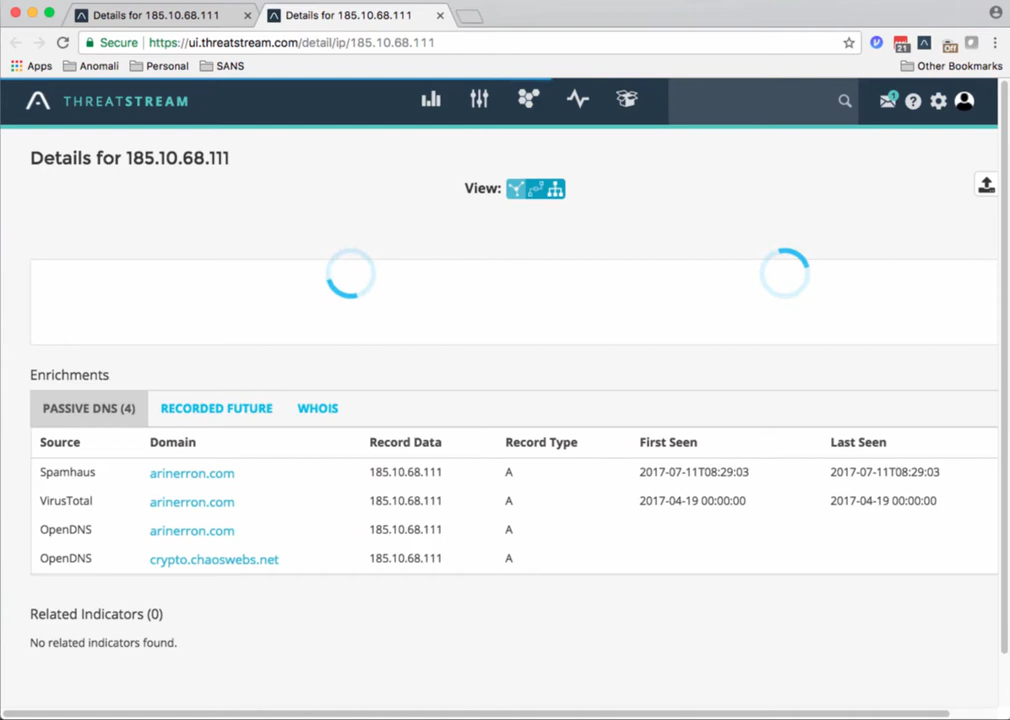 Details for 185.10.68.111
Details for 185.10.68.111
Secure https://ui.threatstream.com/detail/ip/185.10.68.111
21
Off
Apps Anomali Personal SANS Other Bookmarks
THREATSTREAM
1
Details for 185.10.68.111
View:
Enrichments
PASSIVE DNS (4) RECORDED FUTURE WHOIS
Source Domain Record Data Record Type First Seen Last Seen
Spamhaus arinerron.com 185.10.68.111 A 2017-07-11T08:29:03 2017-07-11T08:29:03
VirusTotal arinerron.com 185.10.68.111 A 2017-04-19 00:00:00 2017-04-19 00:00:00
OpenDNS arinerron.com 185.10.68.111 A
OpenDNS crypto.chaoswebs.net 185.10.68.111 A
Related Indicators (0)
No related indicators found.